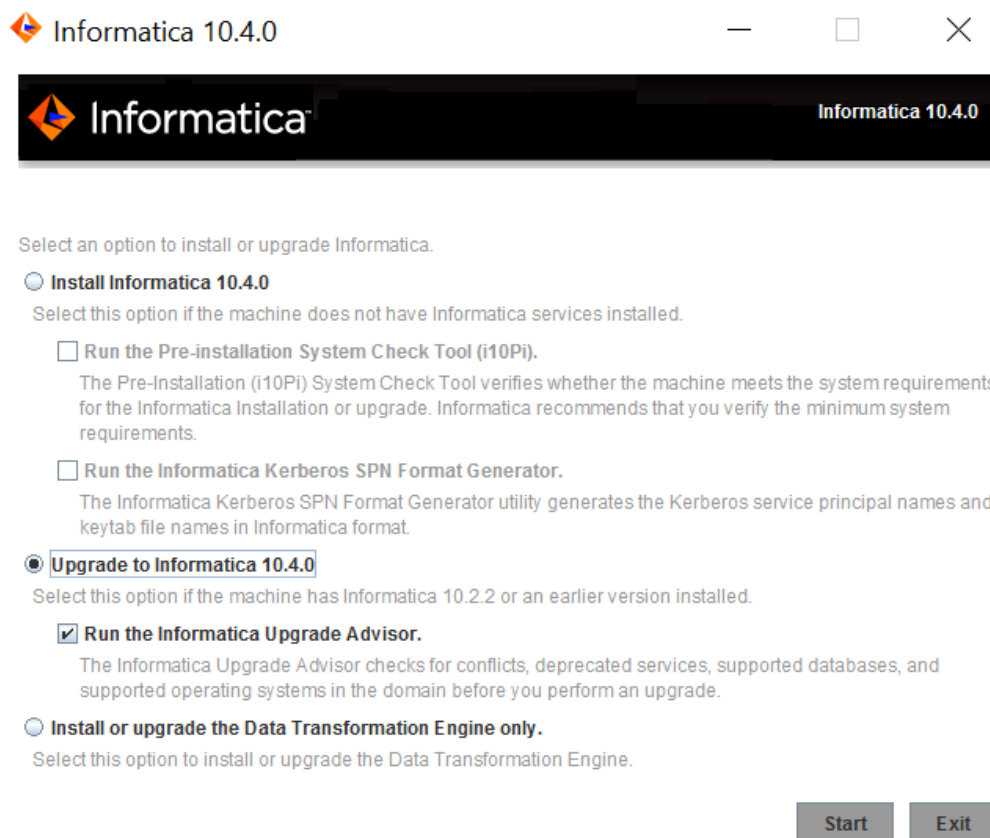 Informatica 10.4.0
Informatica
Informatica 10.4.0
Select an option to install or upgrade Informatica.
Install Informatica 10.4.0
Select this option if the machine does not have Informatica services installed.
Run the Pre-installation System Check Tool (i10Pi).
The Pre-Installation (i10Pi) System Check Tool verifies whether the machine meets the system requirements
for the Informatica Installation or upgrade. Informatica recommends that you verify the minimum system
requirements.
Run the Informatica Kerberos SPN Format Generator.
The Informatica Kerberos SPN Format Generator utility generates the Kerberos service principal names and
keytab file names in Informatica format.
Upgrade to Informatica 10.4.0
Select this option if the machine has Informatica 10.2.2 or an earlier version installed.
Run the Informatica Upgrade Advisor.
The Informatica Upgrade Advisor checks for conflicts, deprecated services, supported databases, and
supported operating systems in the domain before you perform an upgrade.
Install or upgrade the Data Transformation Engine only.
Select this option to install or upgrade the Data Transformation Engine.
Start Exit